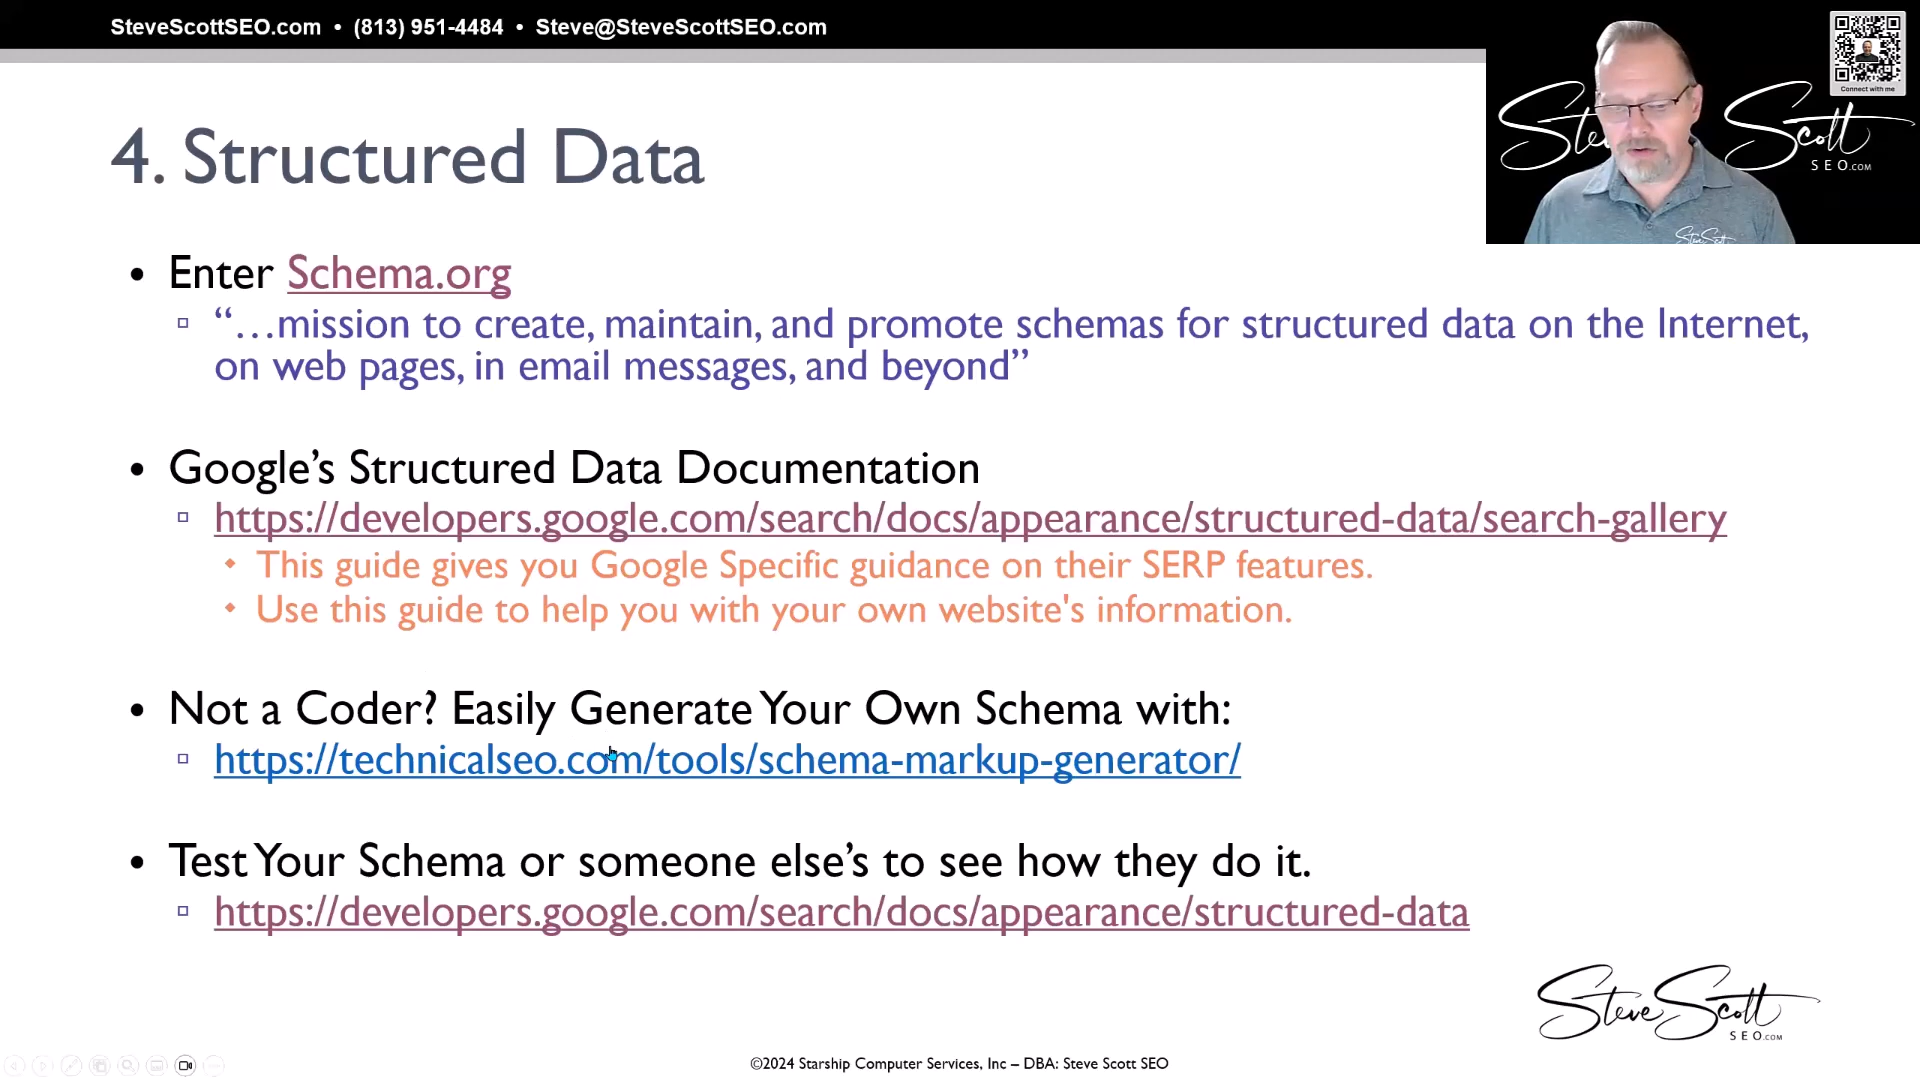 SteveScottSEO.com • (813) 951-4484 • Steve@SteveScottSEO.com
Connect with me
Ste Scott
SEO.COM
Steve Scott
4. Structured Data
• Enter Schema.org
“…mission to create, maintain, and promote schemas for structured data on the Internet,
on web pages, in email messages, and beyond”
• Google’s Structured Data Documentation
https://developers.google.com/search/docs/appearance/structured-data/search-gallery
This guide gives you Google Specific guidance on their SERP features.
Use this guide to help you with your own website's information.
• Not a Coder? Easily Generate Your Own Schema with:
https://technicalseo.com/tools/schema-markup-generator/
• Test Your Schema or someone else’s to see how they do it.
https://developers.google.com/search/docs/appearance/structured-data
Steve Scott
SEO.COM
©2024 Starship Computer Services, Inc – DBA: Steve Scott SEO